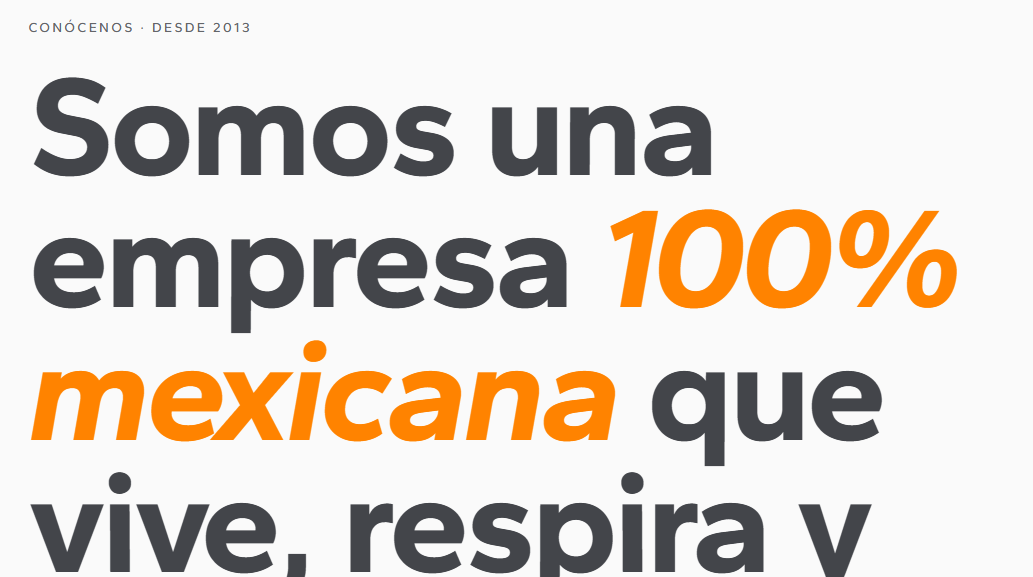 CONÓCENOS · DESDE 2013
Somos una
empresa 100%
mexicana que
vive, respira y